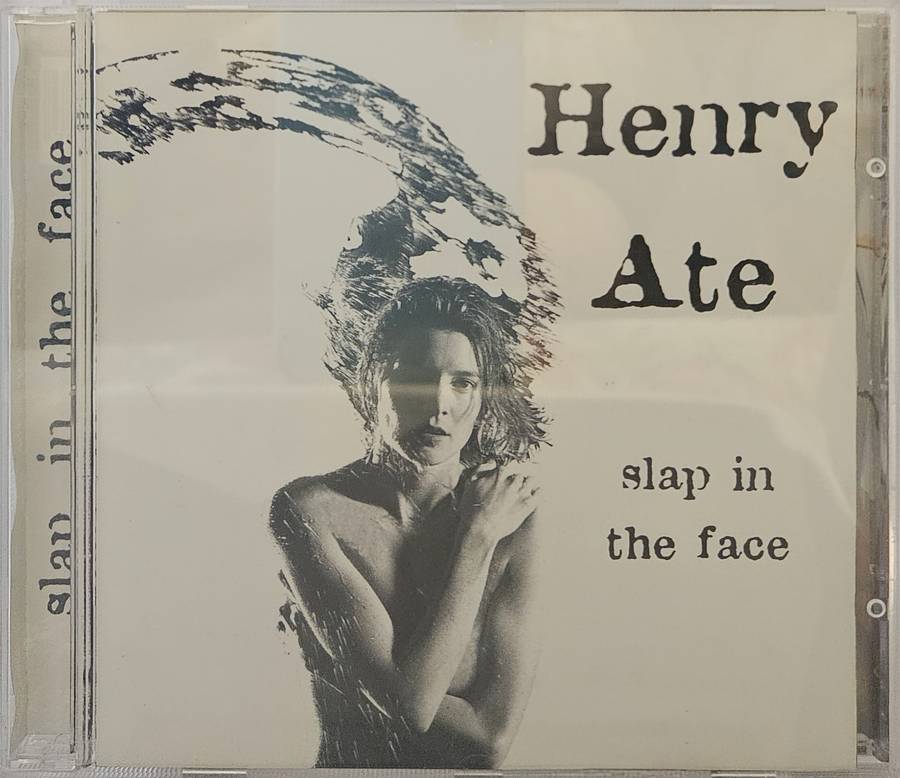 slap in the face
Henry
Ate
slap in
the face